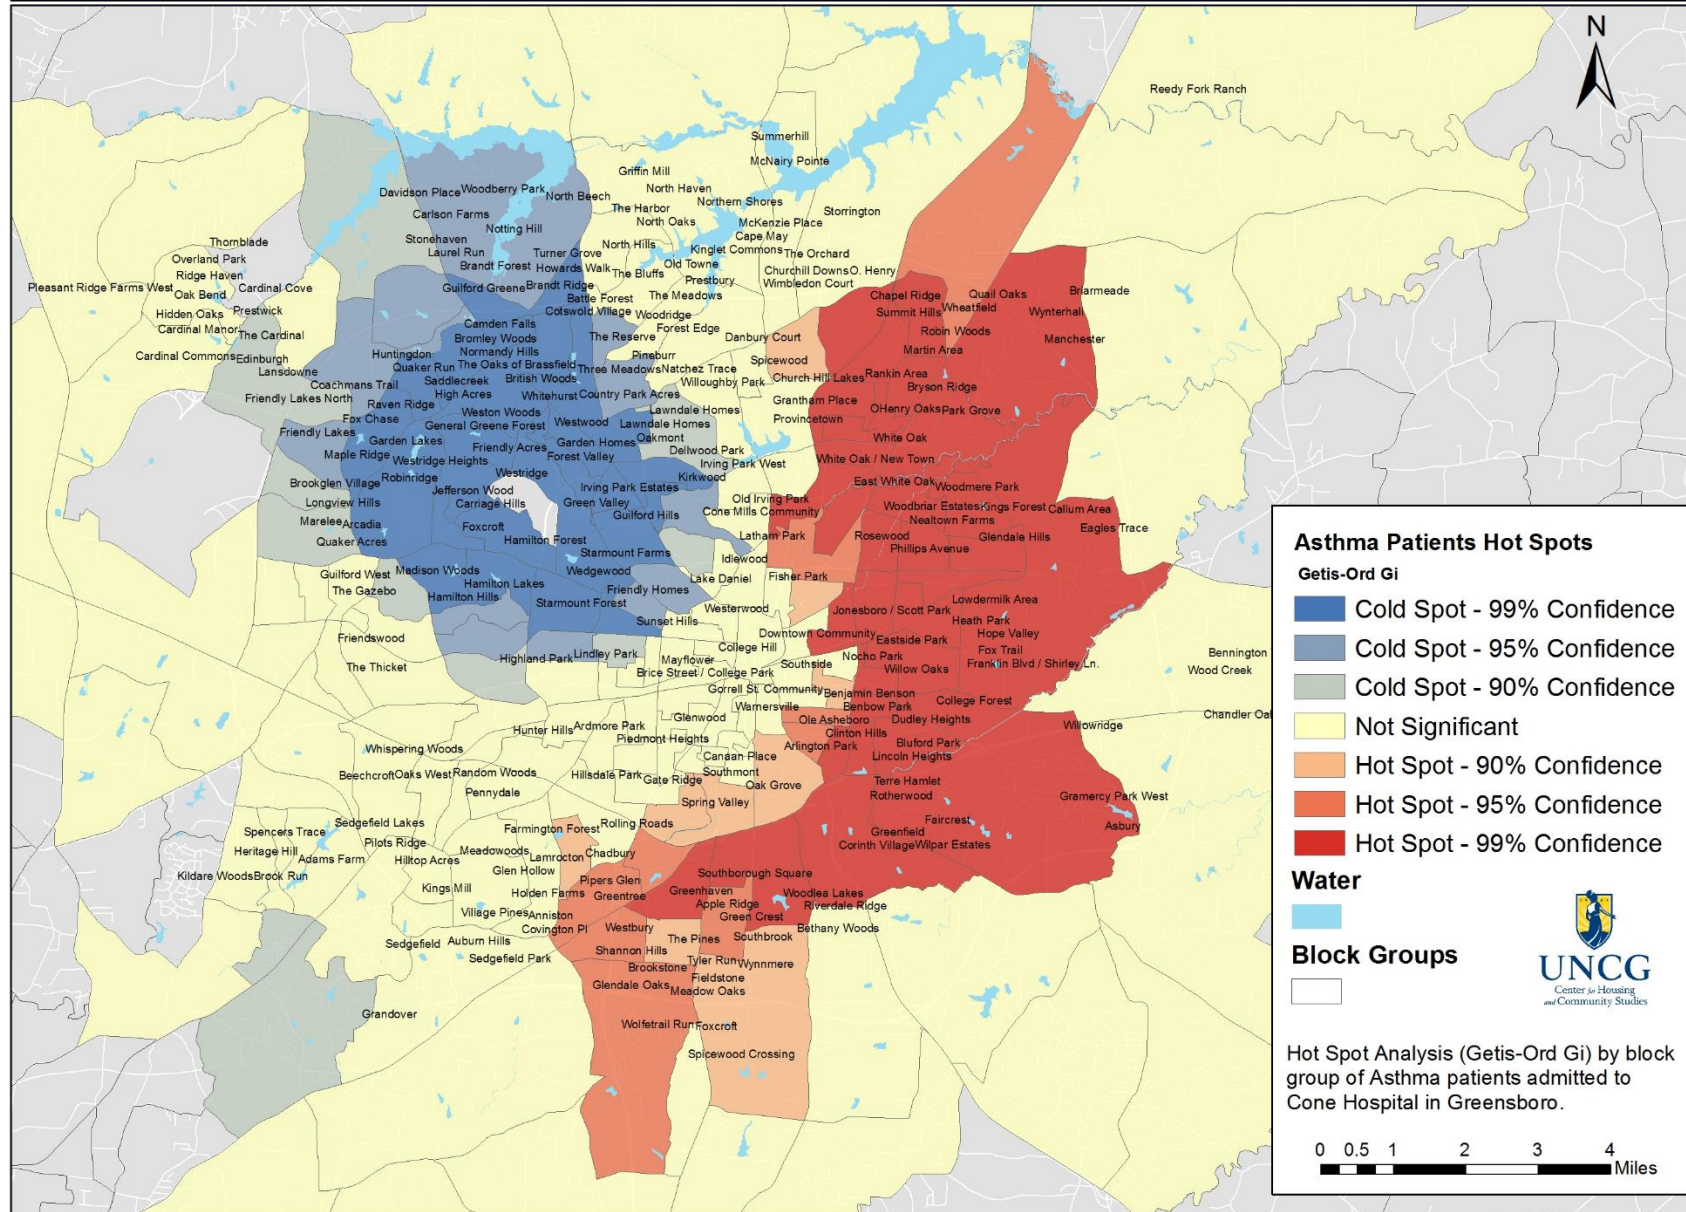 N
Reedy Fork Ranch
Summerhill
McNairy Pointe
Griffin Mill
North Haven
Northern Shores
The Harbor
North Oaks
Storrington
McKenzie Place
Cape May
North Hills
Kinglet Commons
The Orchard
Old Towne
The Bluffs
Prestbury
Churchill Downs
O. Henry
Wimbledon Court
The Meadows
Davidson Place
Woodberry Park
North Beech
Carlson Farms
Notting Hill
Stonehaven
Laurel Run
Turner Grove
Brandt Forest
Howards Walk
Guilford Greene
Brandt Ridge
Battle Forest
Cotswold Village
Woodridge
Forest Edge
Thornblade
Overland Park
Ridge Haven
Pleasant Ridge Farms West
Oak Bend
Cardinal Cove
Hidden Oaks
Prestwick
Cardinal Manor
The Cardinal
Cardinal Commons
Edinburgh
Lansdowne
Camden Falls
Bromley Woods
Normandy Hills
The Reserve
Danbury Court
Huntingdon
Quaker Run
The Oaks of Brassfield
Pineburr
Three Meadows
Natchez Trace
Spicewood
Coachmans Trail
Saddlecreek
British Woods
Willoughby Park
Church Hill Lakes
Friendly Lakes North
High Acres
Whitehurst
Country Park Acres
Grantham Place
Raven Ridge
Weston Woods
Lawndale Homes
Provincetown
Fox Chase
General Greene Forest
Westwood
Lawndale Homes
Friendly Lakes
Garden Lakes
Friendly Acres
Garden Homes
Oakmont
Maple Ridge
Westridge Heights
Forest Valley
Dellwood Park
Irving Park West
Brookglen Village
Robinridge
Westridge
Kirkwood
Jefferson Wood
Irving Park Estates
Longview Hills
Carriage Hills
Green Valley
Old Irving Park
Guilford Hills
Cone Mills Community
Marelee
Arcadia
Foxcroft
Quaker Acres
Hamilton Forest
Latham Park
Starmount Farms
Idlewood
Guilford West
Madison Woods
Wedgewood
Lake Daniel
Fisher Park
The Gazebo
Hamilton Lakes
Hamilton Hills
Friendly Homes
Starmount Forest
Westerwood
Sunset Hills
Friendswood
College Hill
Downtown Community
The Thicket
Highland Park
Lindley Park
Mayflower
Southside
Brice Street / College Park
Gorrell St. Community
Warnersville
Chapel Ridge
Quail Oaks
Briarmeade
Summit Hills
Wheatfield
Wynterhall
Robin Woods
Manchester
Martin Area
Rankin Area
Bryson Ridge
OHenry Oaks
Park Grove
White Oak
White Oak / New Town
East White Oak
Woodmere Park
Woodbriar Estates
Kings Forest
Callum Area
Nealtown Farms
Eagles Trace
Rosewood
Glendale Hills
Phillips Avenue
Lowdermilk Area
Jonesboro / Scott Park
Heath Park
Hope Valley
Eastside Park
Fox Trail
Nocho Park
Franklin Blvd / Shirley Ln.
Willow Oaks
Bennington
Wood Creek
Benjamin Benson
College Forest
Benbow Park
Chandler Oa
Ole Asheboro
Dudley Heights
Willowridge
Clinton Hills
Bluford Park
Arlington Park
Lincoln Heights
Glenwood
Hunter Hills
Ardmore Park
Piedmont Heights
Whispering Woods
Canaan Place
Southmont
Beechcroft
Oaks West
Random Woods
Hillsdale Park
Gate Ridge
Oak Grove
Terre Hamlet
Rotherwood
Gramercy Park West
Pennydale
Spring Valley
Faircrest
Asbury
Sedgefield Lakes
Farmington Forest
Rolling Roads
Greenfield
Spencers Trace
Corinth Village
Wilpar Estates
Pilots Ridge
Heritage Hill
Adams Farm
Hilltop Acres
Meadowoods
Lamrocton
Chadbury
Kildare Woods
Brook Run
Glen Hollow
Southborough Square
Pipers Glen
Kings Mill
Holden Farms
Greentree
Greenhaven
Woodlea Lakes
Apple Ridge
Riverdale Ridge
Village Pines
Anniston
Green Crest
Covington Pl
Westbury
Bethany Woods
Sedgefield
Auburn Hills
The Pines
Southbrook
Sedgefield Park
Shannon Hills
Tyler Run
Wynnmere
Brookstone
Fieldstone
Glendale Oaks
Meadow Oaks
Grandover
Wolfetrail Run
Foxcroft
Spicewood Crossing
Asthma Patients Hot Spots
Getis-Ord Gi
Cold Spot - 99% Confidence
Cold Spot - 95% Confidence
Cold Spot - 90% Confidence
Not Significant
Hot Spot - 90% Confidence
Hot Spot - 95% Confidence
Hot Spot - 99% Confidence
Water
Block Groups
UNCG
Center for Housing
and Community Studies
Hot Spot Analysis (Getis-Ord Gi) by block
group of Asthma patients admitted to
Cone Hospital in Greensboro.
0 0.5 1 2 3 4
Miles